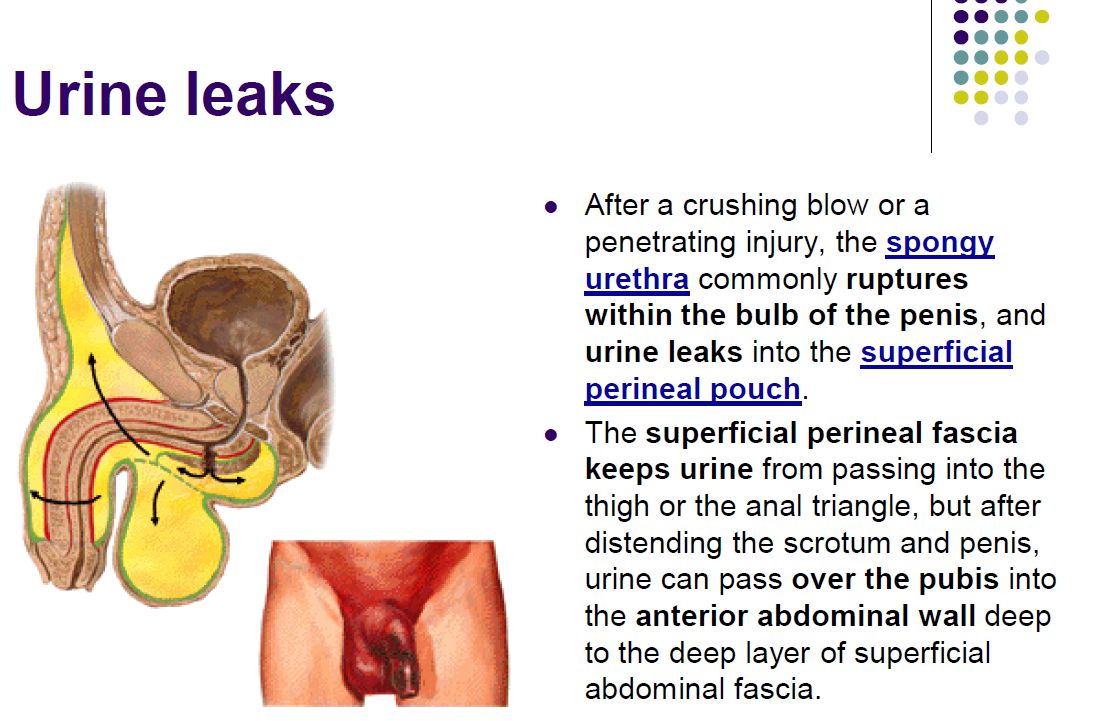 Urine leaks
After a crushing blow or a
penetrating injury, the spongy
urethra commonly ruptures
within the bulb of the penis, and
urine leaks into the superficial
perineal pouch.
The superficial perineal fascia
keeps urine from passing into the
thigh or the anal triangle, but after
distending the scrotum and penis,
urine can pass over the pubis into
the anterior abdominal wall deep
to the deep layer of superficial
abdominal fascia.